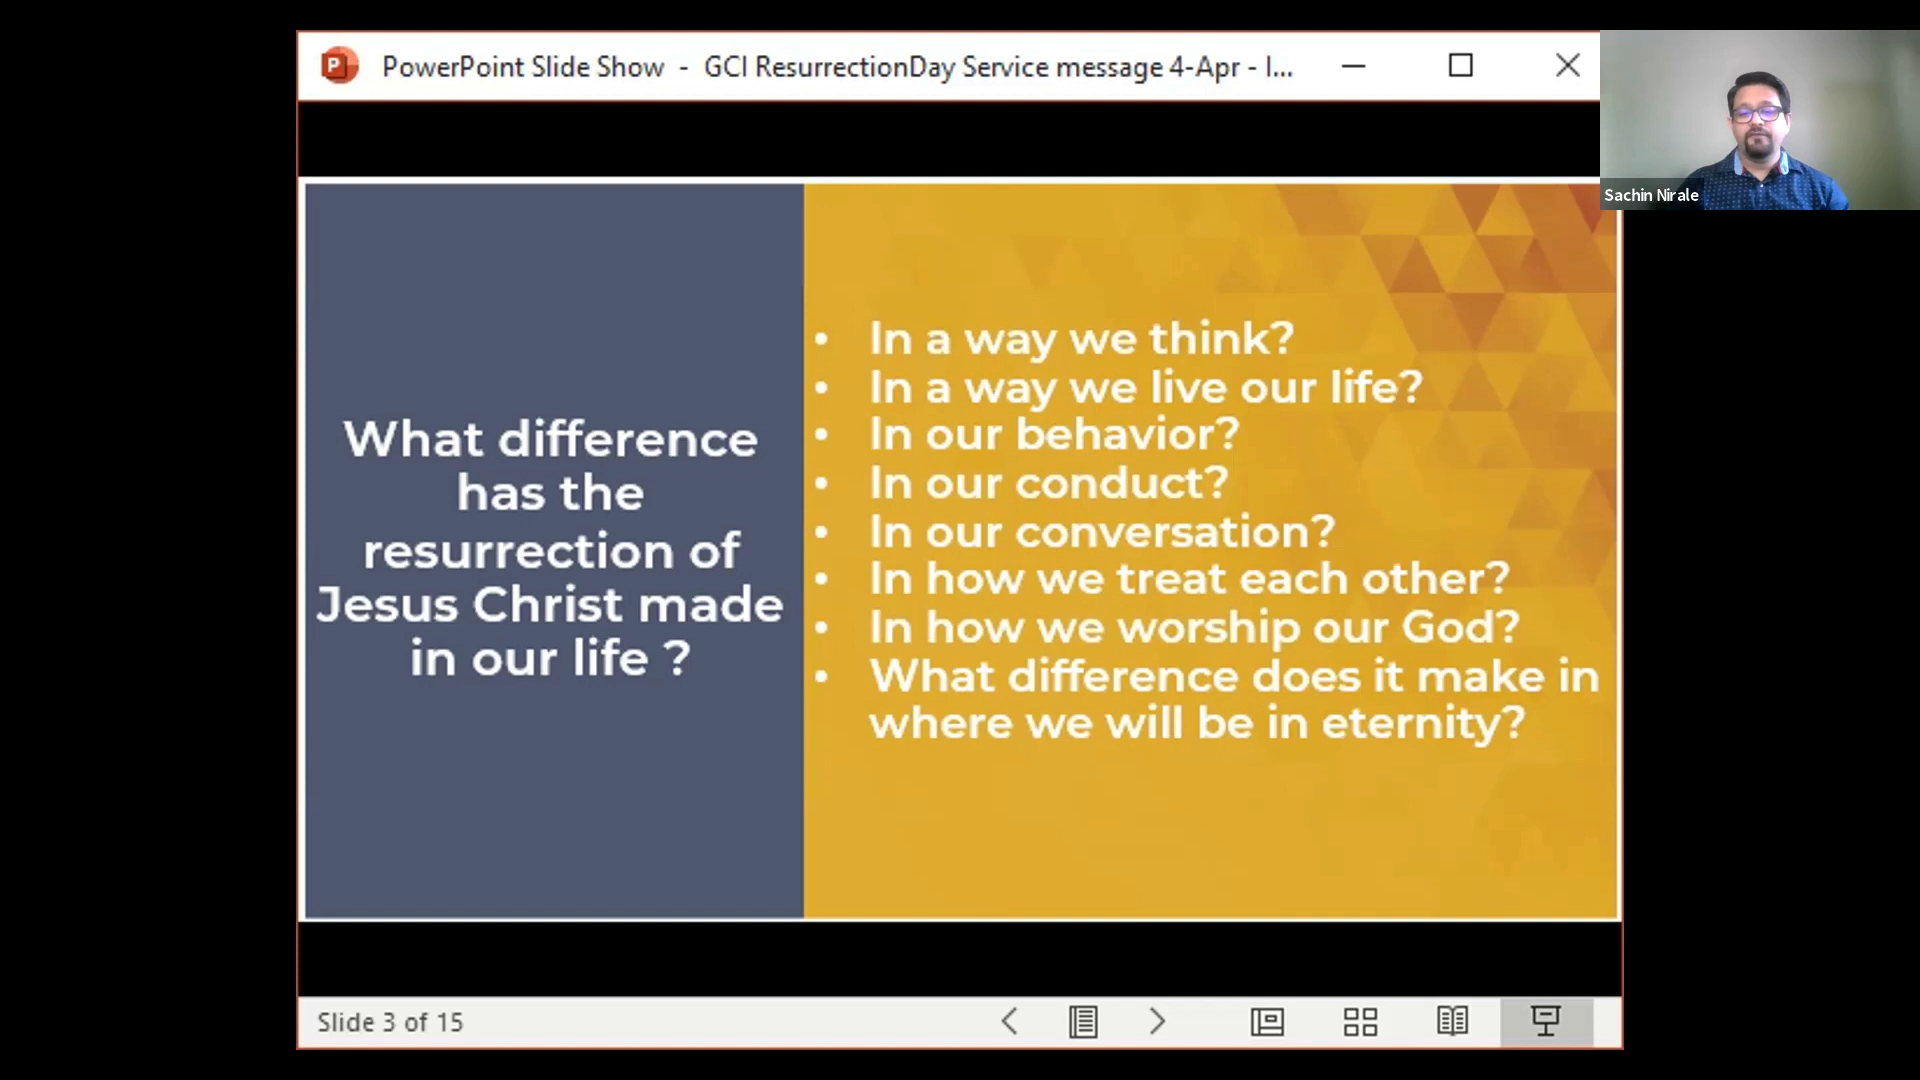 PowerPoint Slide Show - GCI ResurrectionDay Service message 4-Apr - I...
Sachin Nirale
What difference
has the
resurrection of
Jesus Christ made
in our life ?
• In a way we think?
• In a way we live our life?
• In our behavior?
• In our conduct?
• In our conversation?
• In how we treat each other?
• In how we worship our God?
• What difference does it make in
where we will be in eternity?
Slide 3 of 15